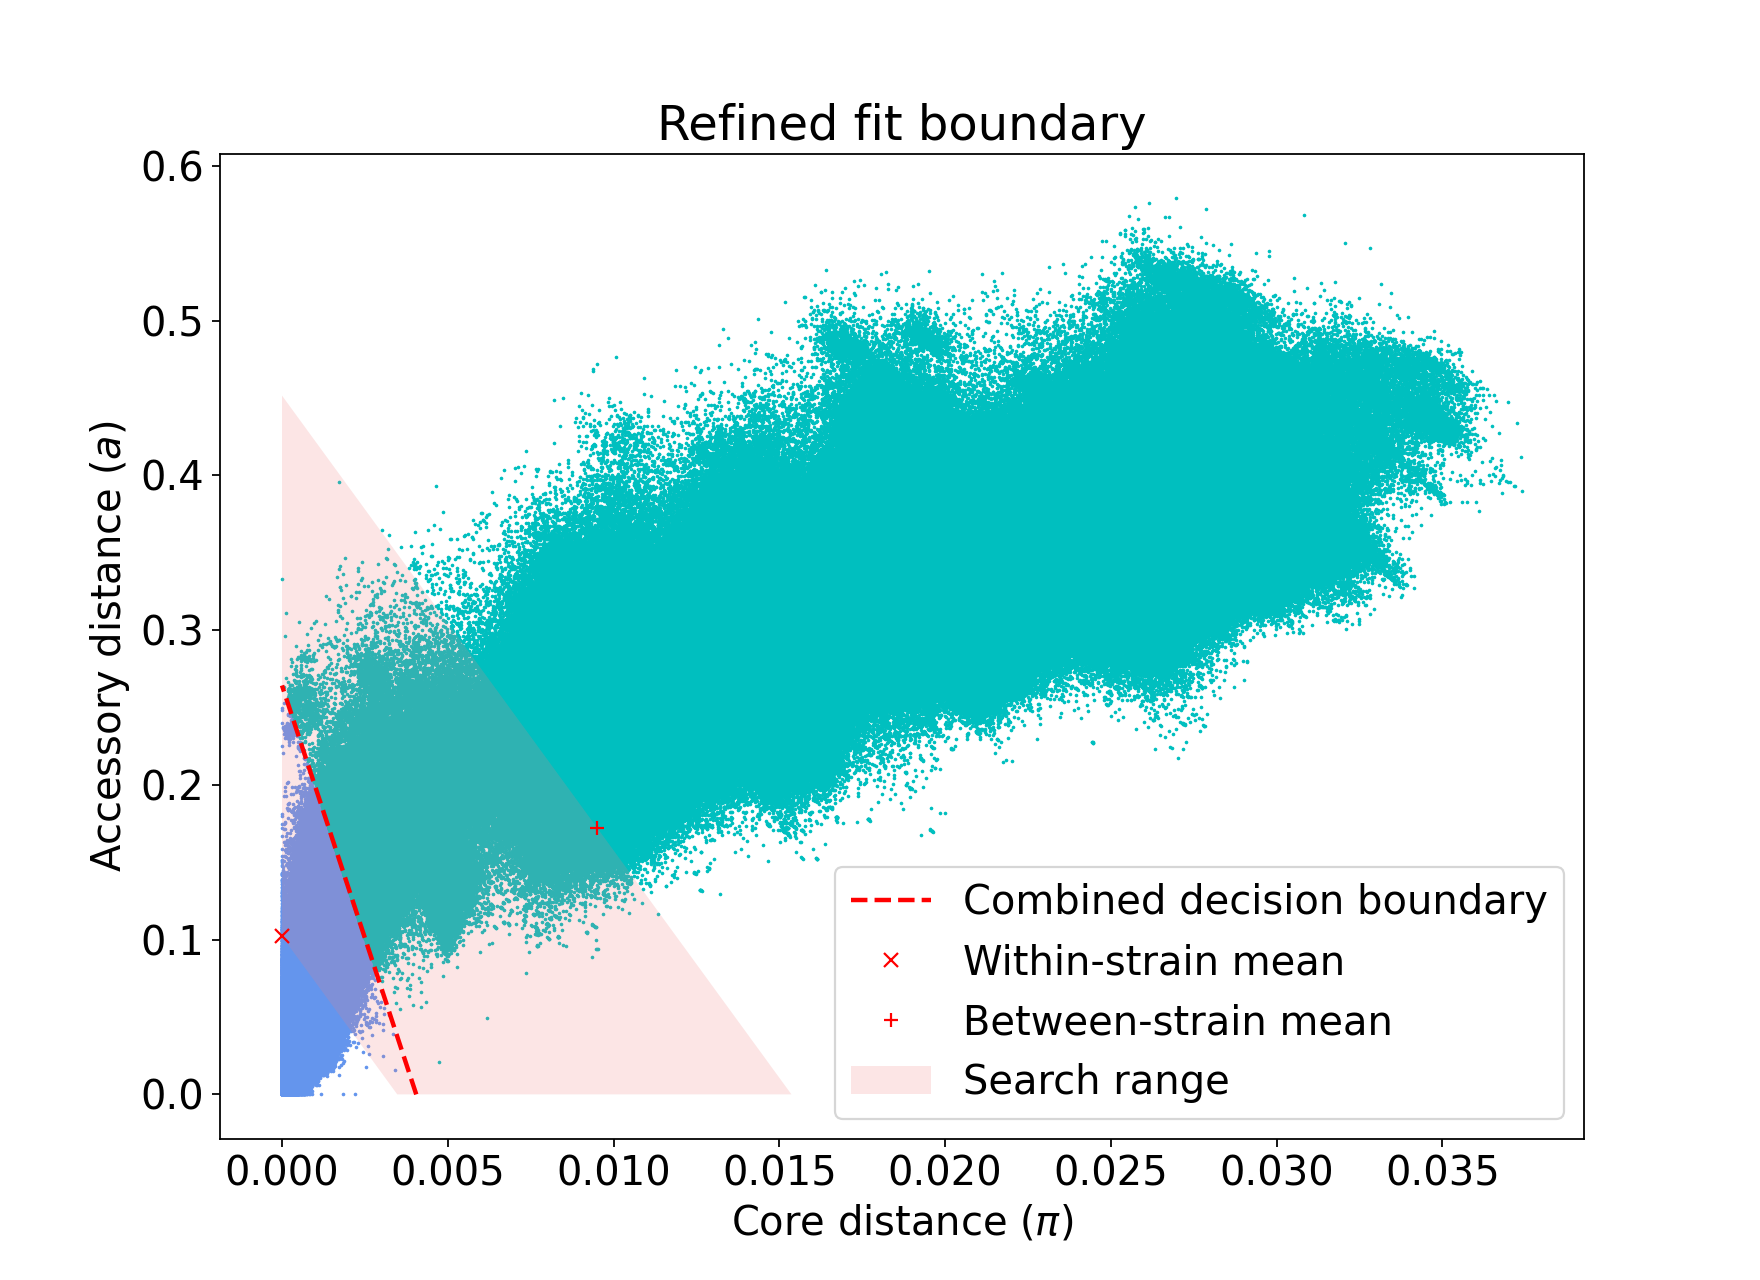 Refined fit boundary
0.6
0.5
0.4
0.3
0.2
0.1
0.0
Accessory distance (a)
Combined decision boundary
Within-strain mean
Between-strain mean
Search range
0.000 0.005 0.010 0.015 0.020 0.025 0.030 0.035
Core distance (π)